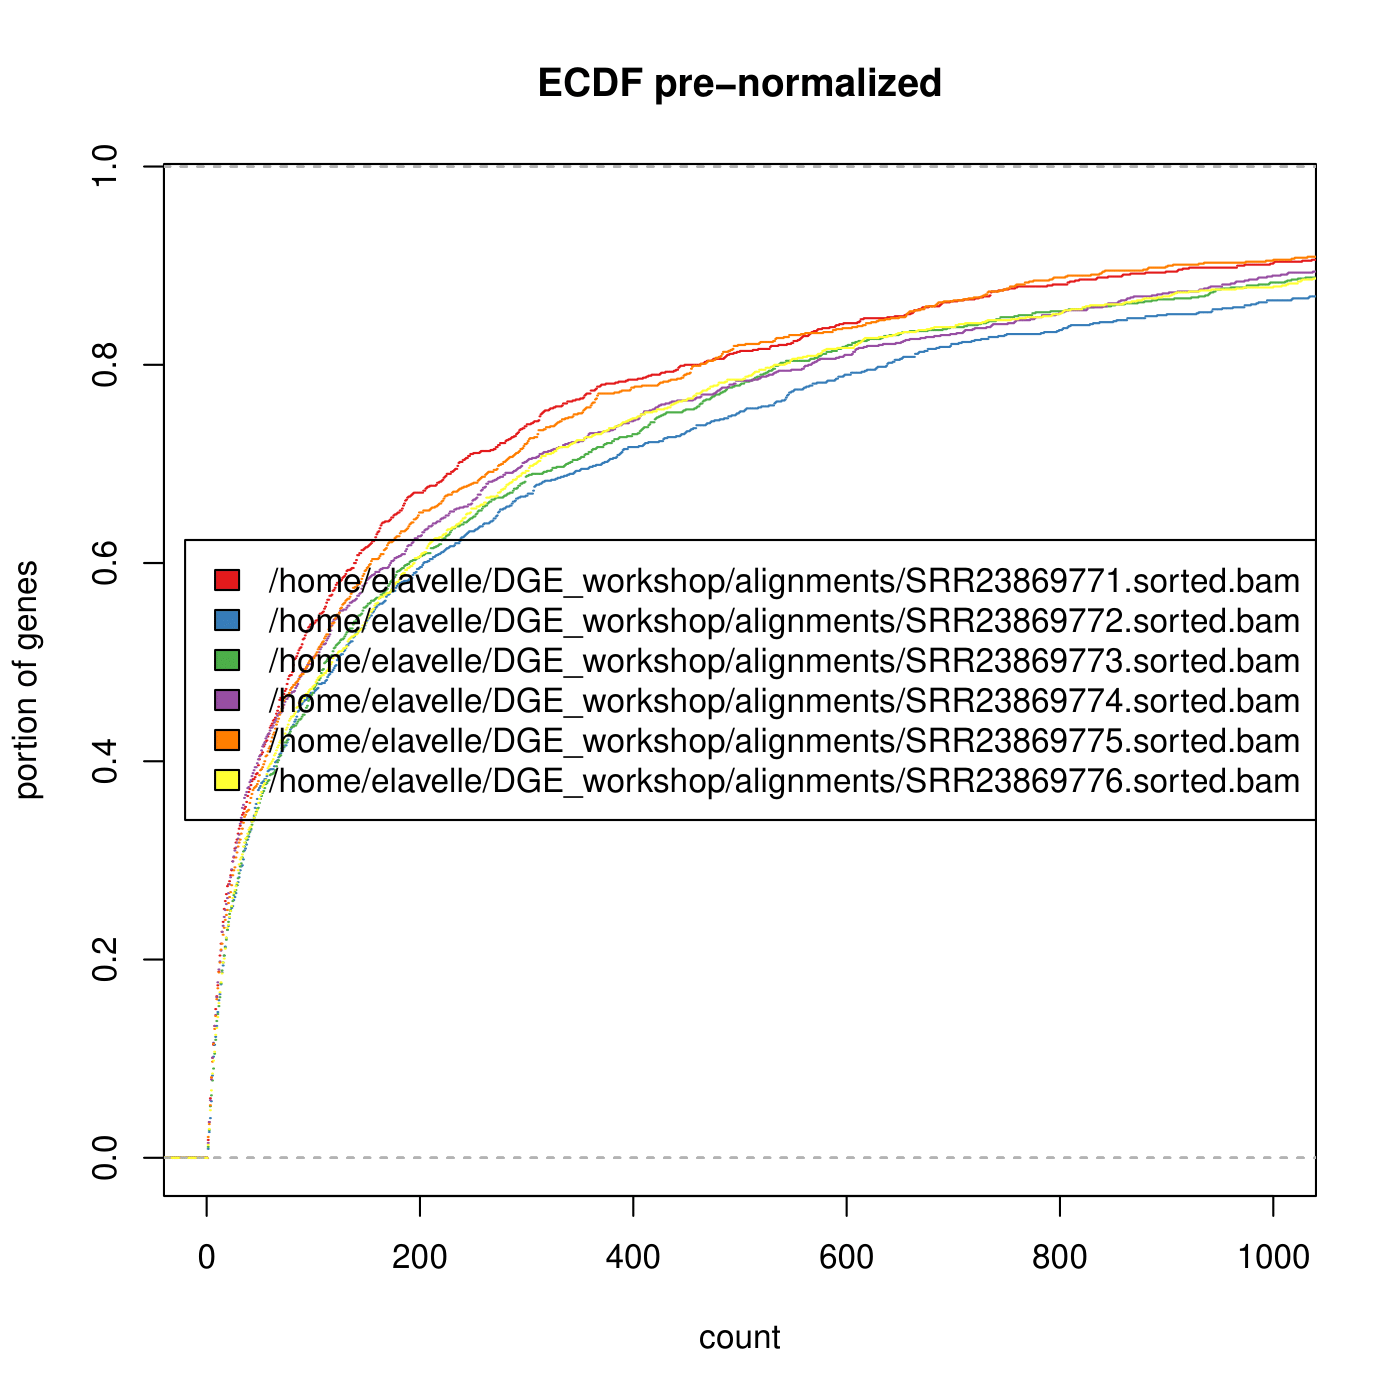 ECDF pre−normalized
portion of genes
1.0
0.8
0.6
0.4
0.2
0.0
/home/elavelle/DGE_workshop/alignments/SRR23869771.sorted.bam
/home/elavelle/DGE_workshop/alignments/SRR23869772.sorted.bam
/home/elavelle/DGE_workshop/alignments/SRR23869773.sorted.bam
/home/elavelle/DGE_workshop/alignments/SRR23869774.sorted.bam
/home/elavelle/DGE_workshop/alignments/SRR23869775.sorted.bam
/home/elavelle/DGE_workshop/alignments/SRR23869776.sorted.bam
0 200 400 600 800 1000
count